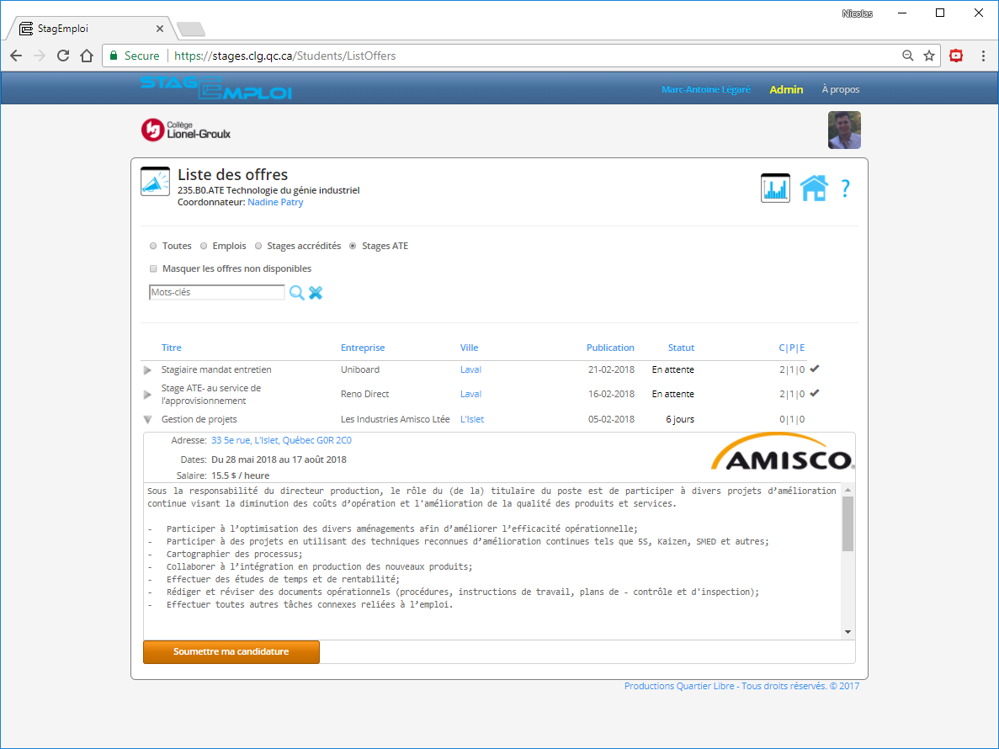 Nicolas
StagEmploi
Secure https://stages.clg.qc.ca/Students/ListOffers
STAGEMPLOI Marc-Antoine Légaré Admin À propos
Collège
Lionel-Groulx
Liste des offres
235.B0.ATE Technologie du génie industriel
Coordonnateur: Nadine Patry
?
Toutes Emplois Stages accrédités Stages ATE
Masquer les offres non disponibles
Mots-clés
Titre Entreprise Ville Publication Statut C|P|E
Stagiaire mandat entretien Uniboard Laval 21-02-2018 En attente 2|1|0
Stage ATE- au service de
l’approvisionnement Reno Direct Laval 16-02-2018 En attente 2|1|0
Gestion de projets Les Industries Amisco Ltée L'Islet 05-02-2018 6 jours 0|1|0
Adresse: 33 5e rue, L'Islet, Québec G0R 2C0
AMISCO
Dates: Du 28 mai 2018 au 17 août 2018
Salaire: 15.5 $ / heure
Sous la responsabilité du directeur production, le rôle du (de la) titulaire du poste est de participer à divers projets d’amélioration
continue visant la diminution des coûts d’opération et l'amélioration de la qualité des produits et services.
- Participer à l’optimisation des divers aménagements afin d’améliorer l’efficacité opérationnelle;
- Participer à des projets en utilisant des techniques reconnues d’amélioration continues tels que 5S, Kaizen, SMED et autres;
- Cartographier des processus;
- Collaborer à l’intégration en production des nouveaux produits;
- Effectuer des études de temps et de rentabilité;
- Rédiger et réviser des documents opérationnels (procédures, instructions de travail, plans de - contrôle et d'inspection);
- Effectuer toutes autres tâches connexes reliées à l’emploi.
Soumettre ma candidature
Productions Quartier Libre - Tous droits réservés. © 2017